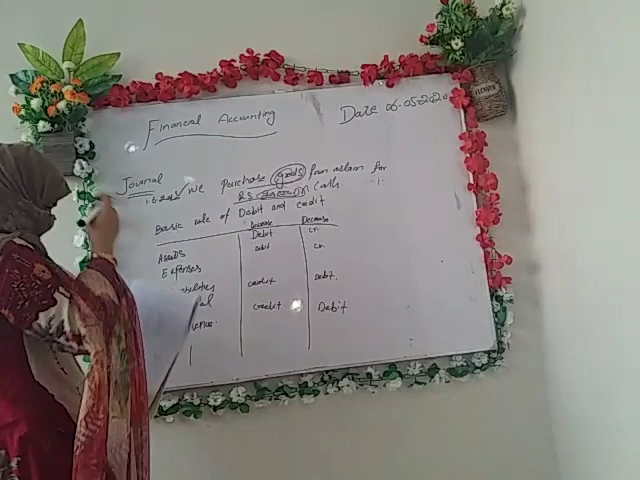 Financial Accounting
Date 06-05-2020
Journal
We Purchase goods from aslam for
RS on Cash
Basic rule of Debit and credit
Increase Decrease
Assets Debit Cr.
Expenses Debit Cr.
credit Debit.
credit Debit